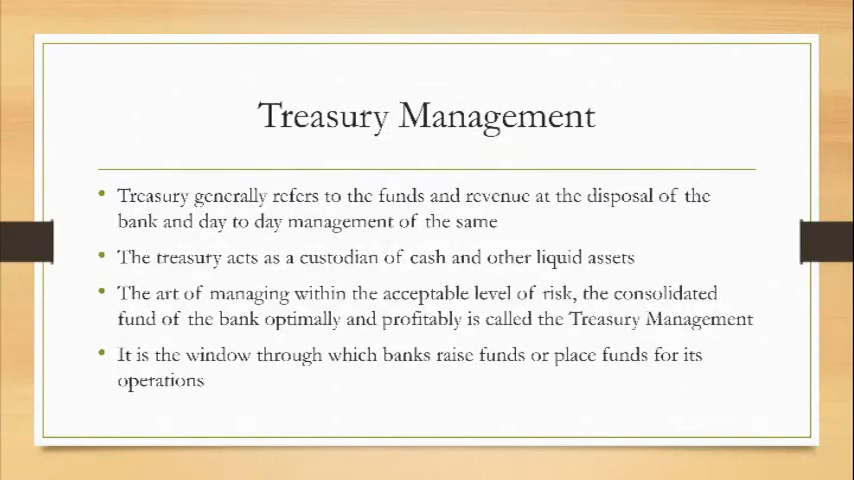 Treasury Management
• Treasury generally refers to the funds and revenue at the disposal of the
bank and day to day management of the same
• The treasury acts as a custodian of cash and other liquid assets
• The art of managing within the acceptable level of risk, the consolidated
fund of the bank optimally and profitably is called the Treasury Management
• It is the window through which banks raise funds or place funds for its
operations